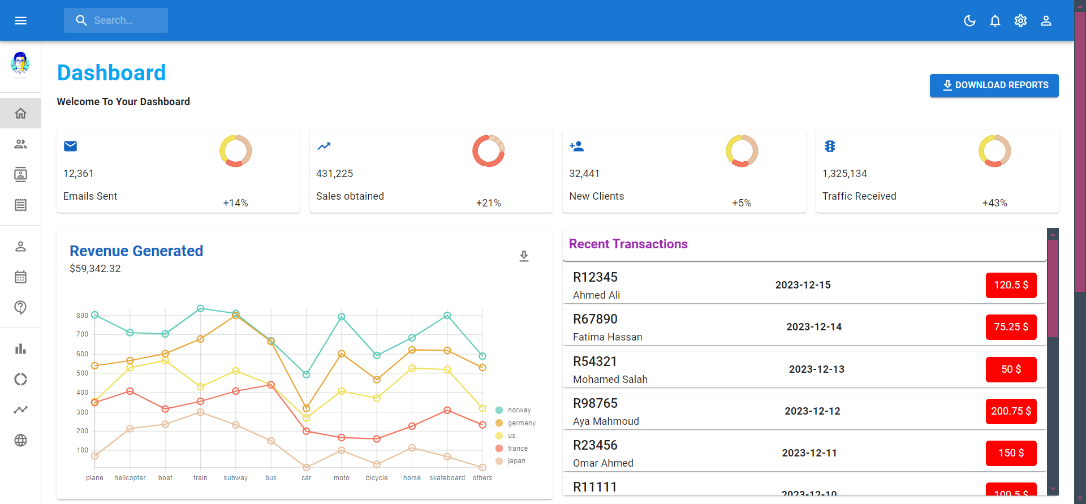 Search...
Dashboard
Welcome To Your Dashboard
DOWNLOAD REPORTS
12,361
Emails Sent
+14%
431,225
Sales obtained
+21%
32,441
New Clients
+5%
1,325,134
Traffic Received
+43%
Revenue Generated
$59,342.32
800
700
600
500
400
300
200
100
plane helicopter boat train subway bus car moto bicycle horse skateboard others
norway
germany
us
france
japan
Recent Transactions
R12345
Ahmed Ali
2023-12-15
120.5 $
R67890
Fatima Hassan
2023-12-14
75.25 $
R54321
Mohamed Salah
2023-12-13
50 $
R98765
Aya Mahmoud
2023-12-12
200.75 $
R23456
Omar Ahmed
2023-12-11
150 $
R11111
2023-12-10
100.5 $